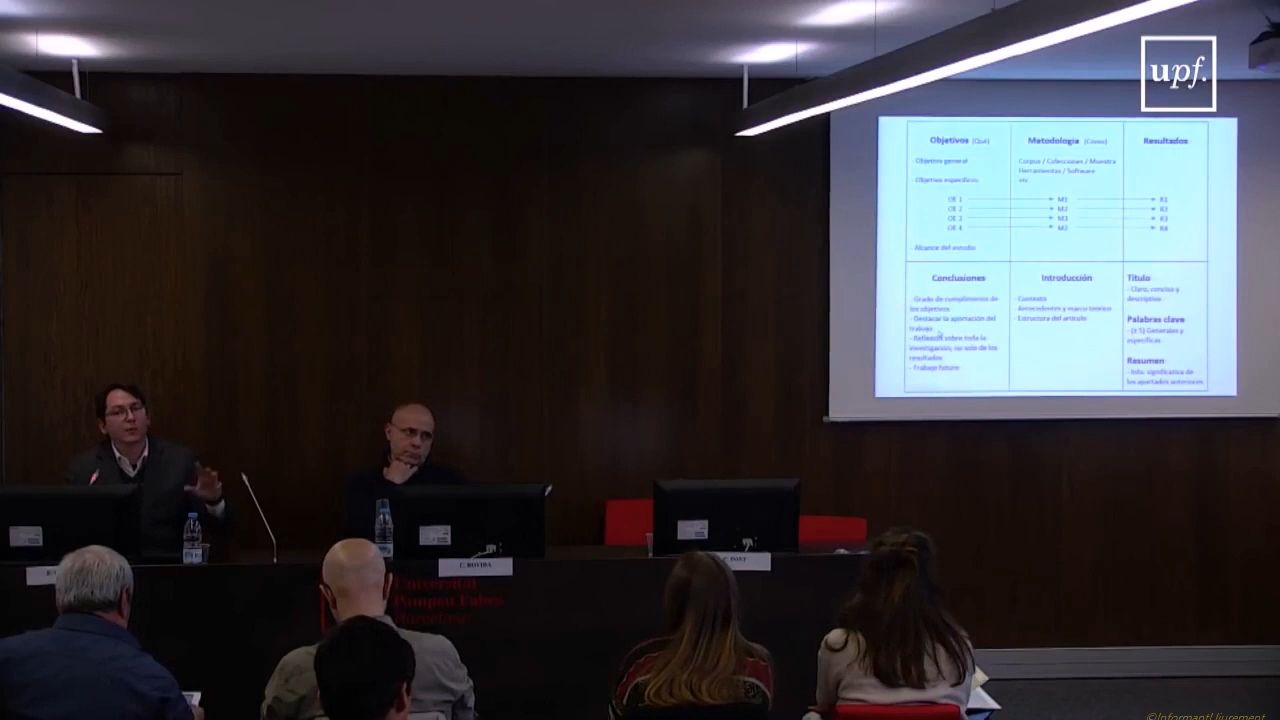 upf.
Objetivos (Qué)
Objetivo general
- Objetivo específicos
OE 1
OE 2
OE 3
OE 4
- Alcance del estudio
Metodología (Cómo)
Corpus / Colecciones / Muestra
Herramientas / Software
etc.
M1
M2
M3
Resultados
R1
R2
R3
R4
Conclusiones
- Grado de cumplimiento de
los objetivos
- Destacar la aportación del
trabajo
- Reflexión sobre toda la
investigación, no solo de los
resultados
- Trabajo futuro
Introducción
- Contexto
Antecedentes y marco teórico
- Estructura del artículo
Título
- Claro, conciso y
descriptivo
Palabras clave
- (± 5) Generales y
específicas
Resumen
- Info. significativa de
los apartados anteriores
C. ROVIRA
Universitat
Pompeu Fabra
Barcelona
©InformantLliurement